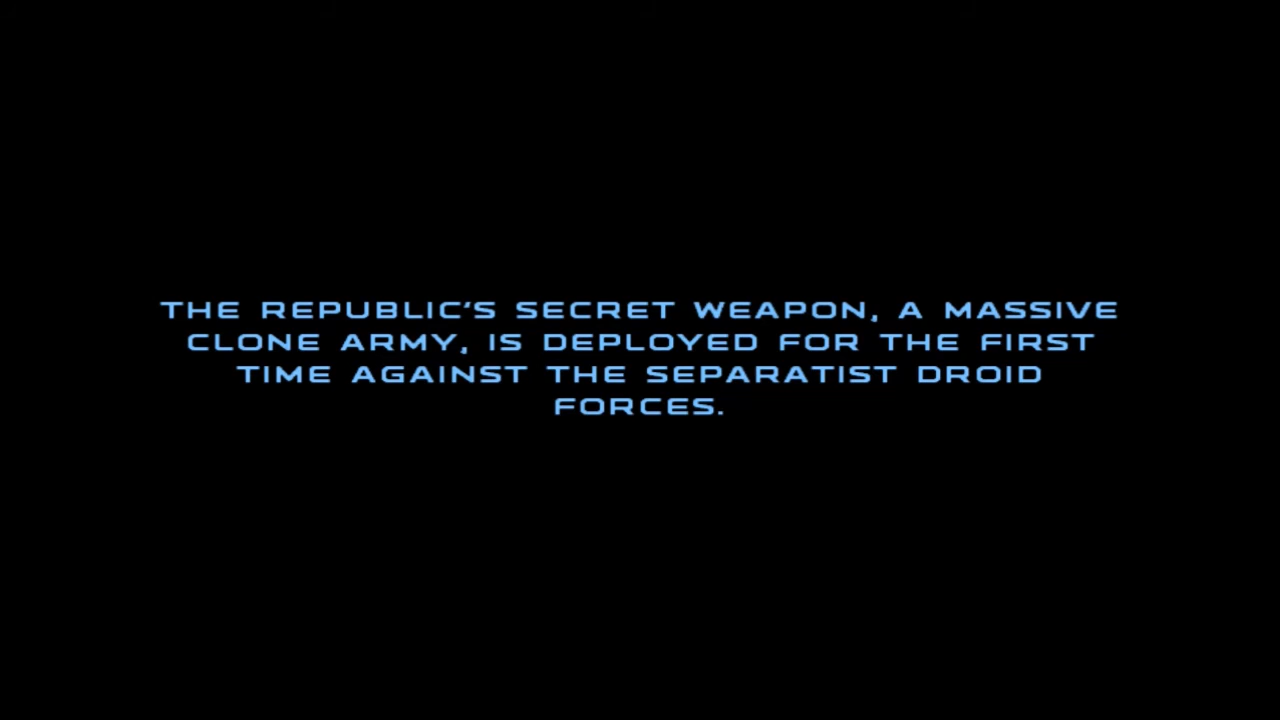 THE REPUBLIC'S SECRET WEAPON, A MASSIVE
CLONE ARMY, IS DEPLOYED FOR THE FIRST
TIME AGAINST THE SEPARATIST DROID
FORCES.